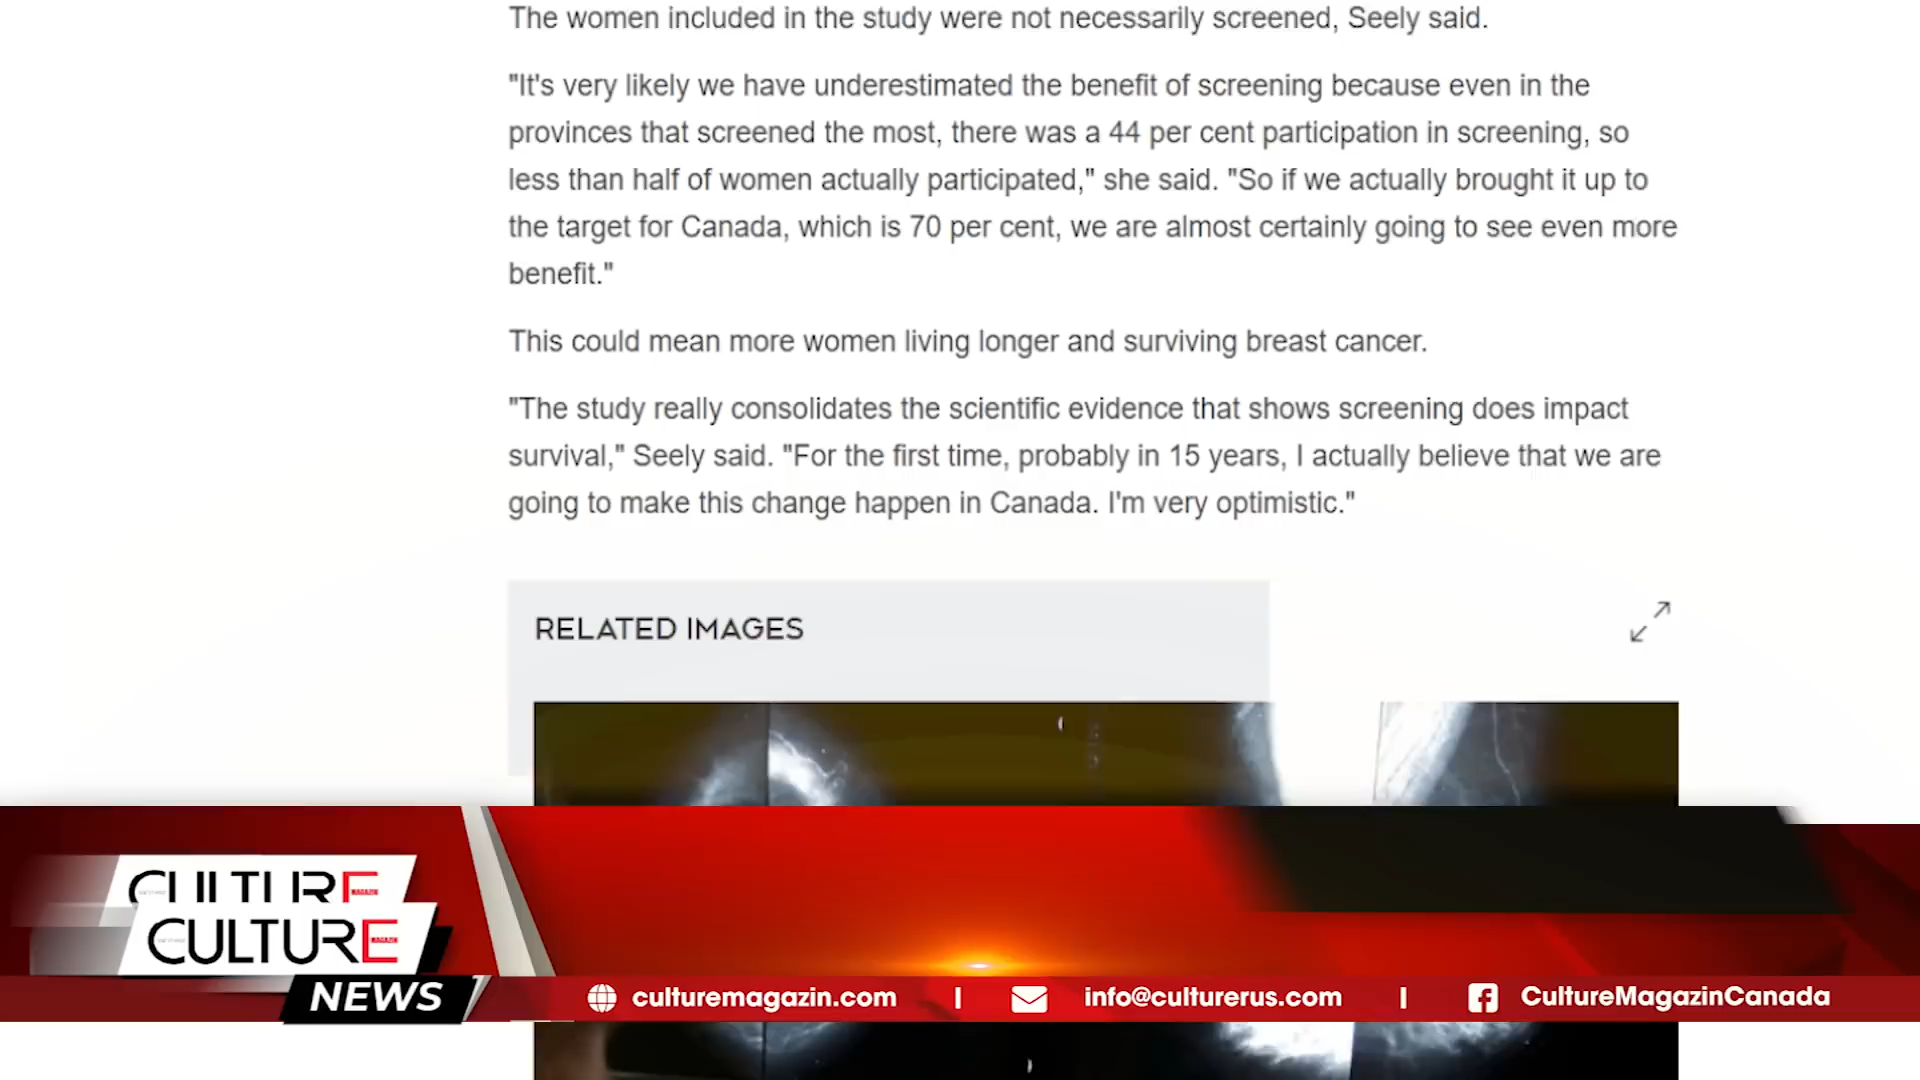 The women included in the study were not necessarily screened, Seely said.
"It's very likely we have underestimated the benefit of screening because even in the
provinces that screened the most, there was a 44 per cent participation in screening, so
less than half of women actually participated," she said. "So if we actually brought it up to
the target for Canada, which is 70 per cent, we are almost certainly going to see even more
benefit."
This could mean more women living longer and surviving breast cancer.
"The study really consolidates the scientific evidence that shows screening does impact
survival," Seely said. "For the first time, probably in 15 years, I actually believe that we are
going to make this change happen in Canada. I'm very optimistic."
RELATED IMAGES
CULTURE MAGAZIN
CULTURE MAGAZIN
NEWS
culturemagazin.com | info@culturerus.com | CultureMagazinCanada